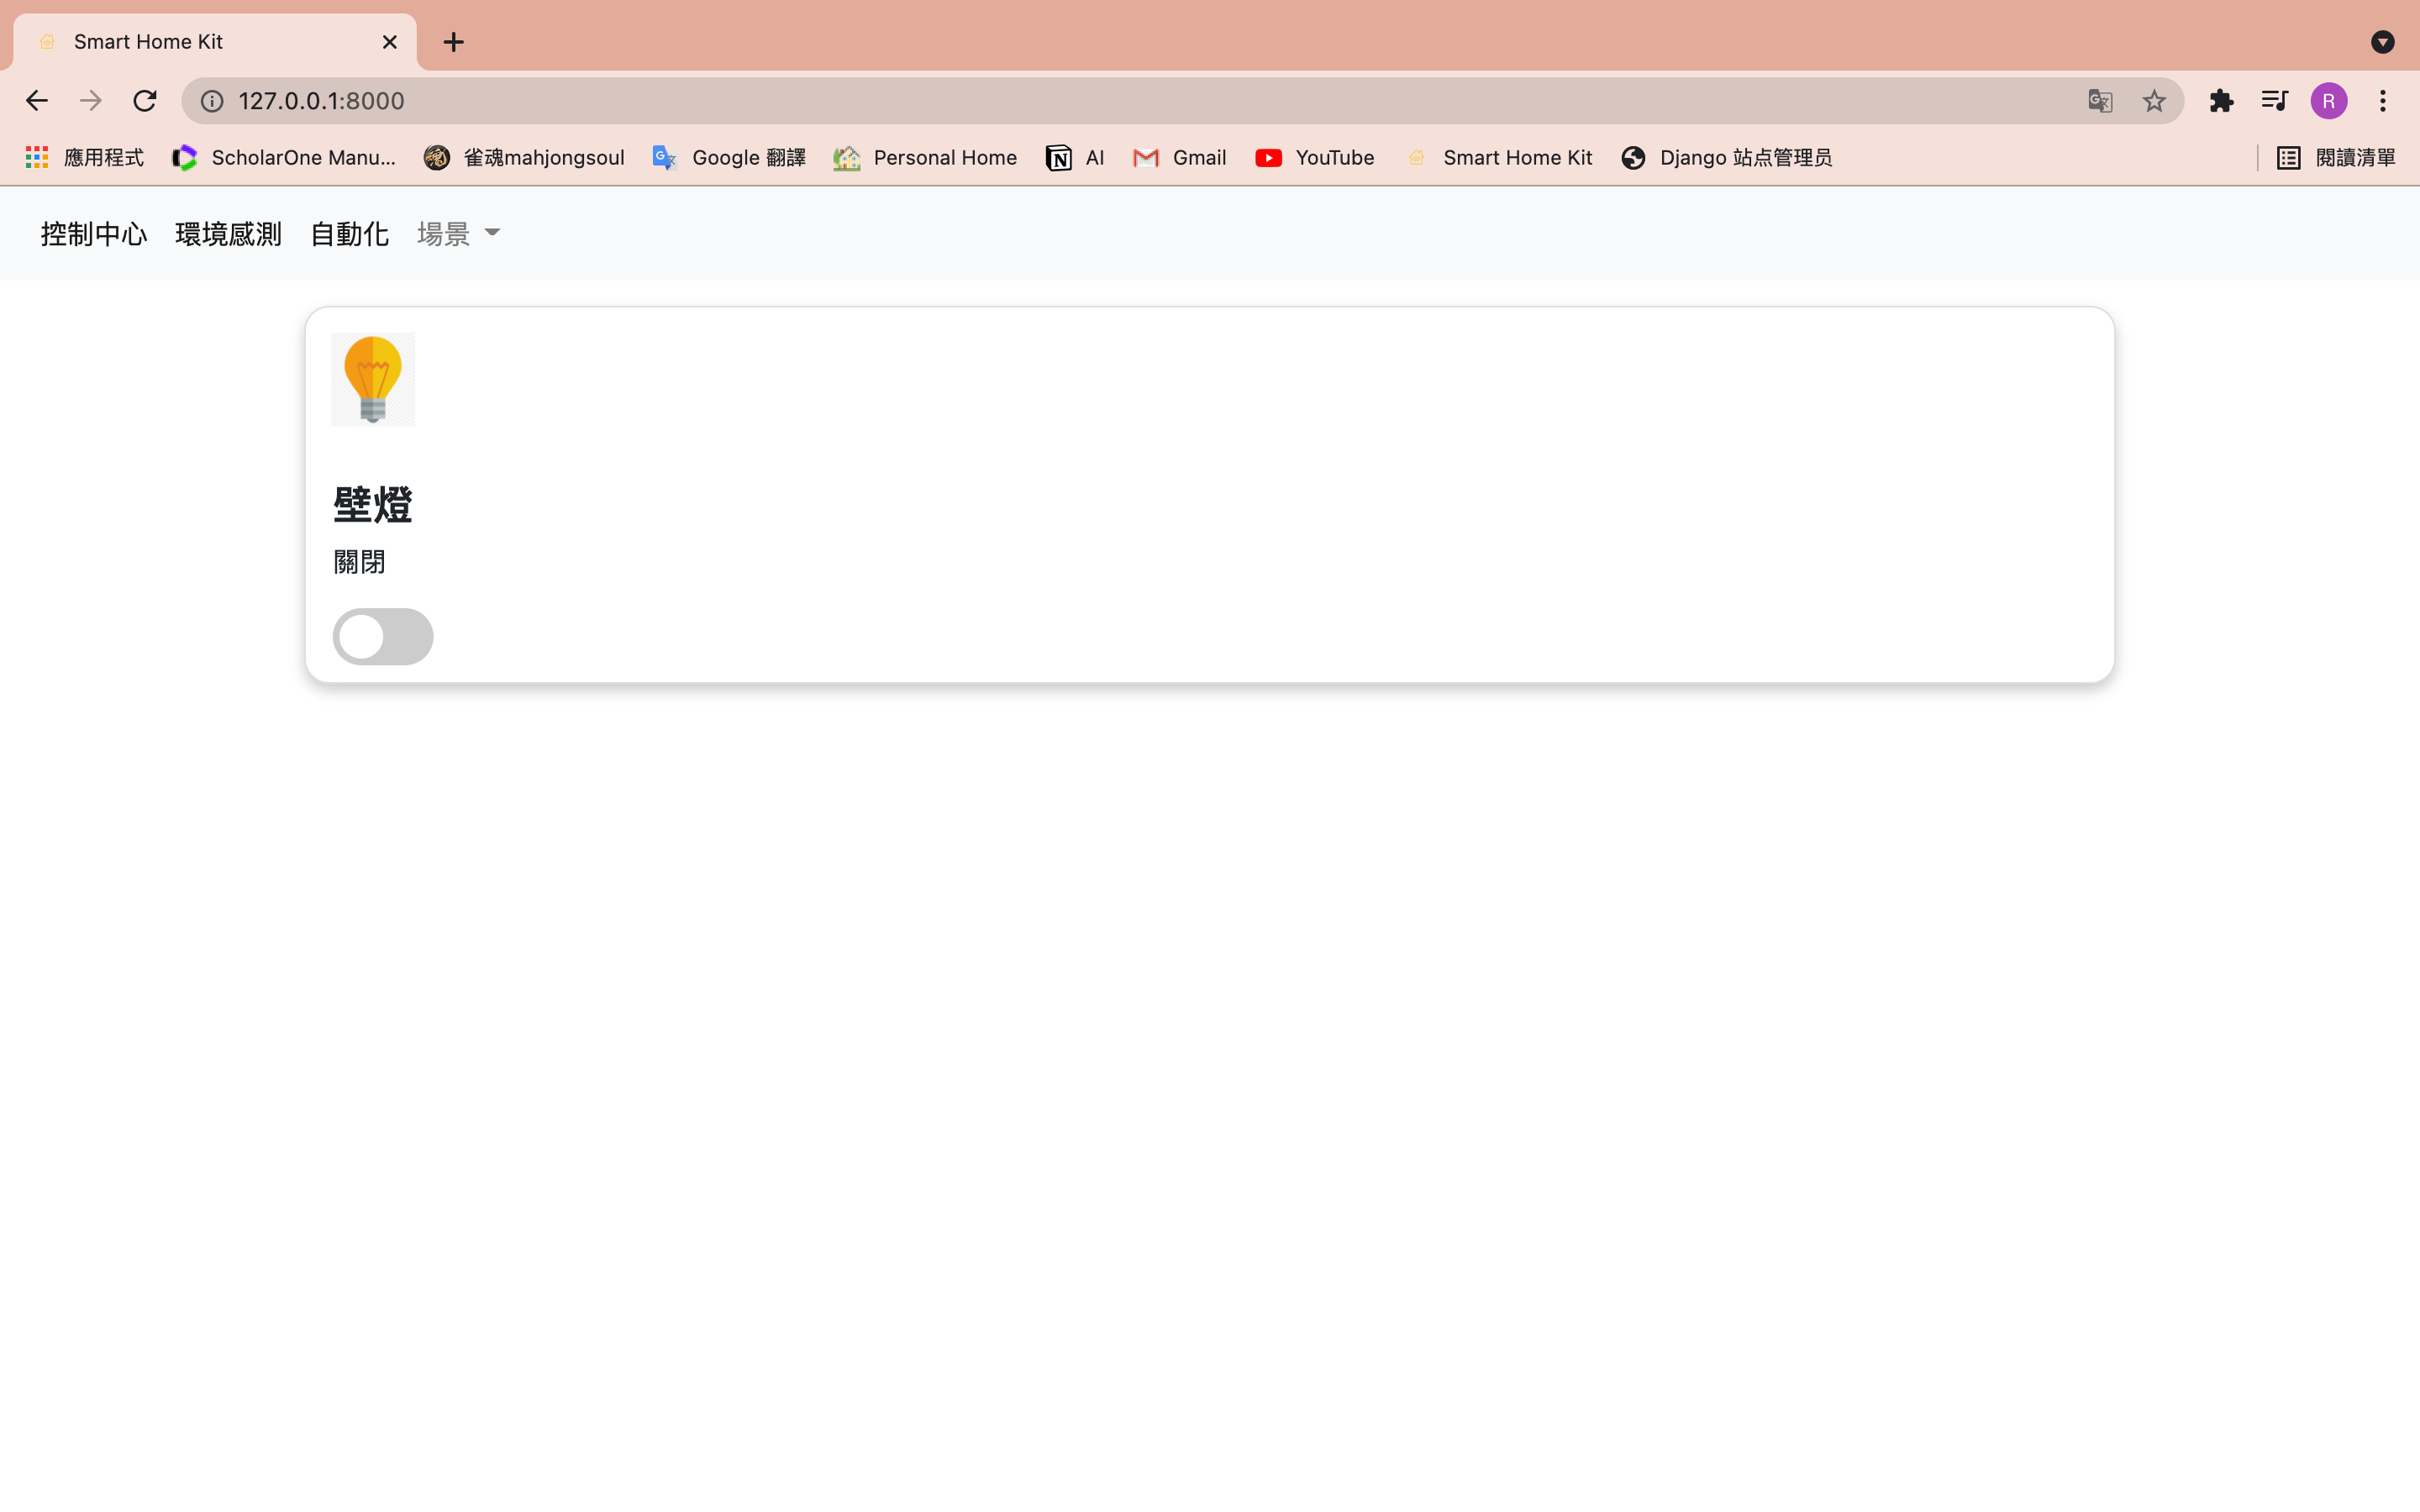 Smart Home Kit
127.0.0.1:8000
R
應用程式 ScholarOne Manu... 雀魂mahjongsoul Google 翻譯 Personal Home AI Gmail YouTube Smart Home Kit Django 站点管理员 閱讀清單
控制中心 環境感測 自動化 場景
壁燈
關閉